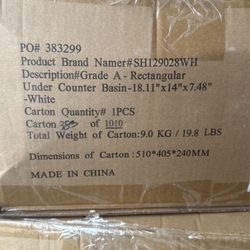 PO# 383299
Product Brand Namer#SH129028WH
Description#Grade A - Rectangular
Under Counter Basin-18.11"x14"x7.48"
-White
Carton Quantity# 1PCS
Carton 385 of 1010
Total Weight of Carton:9.0 KG / 19.8 LBS
Dimensions of Carton:510*405*240MM
MADE IN CHINA